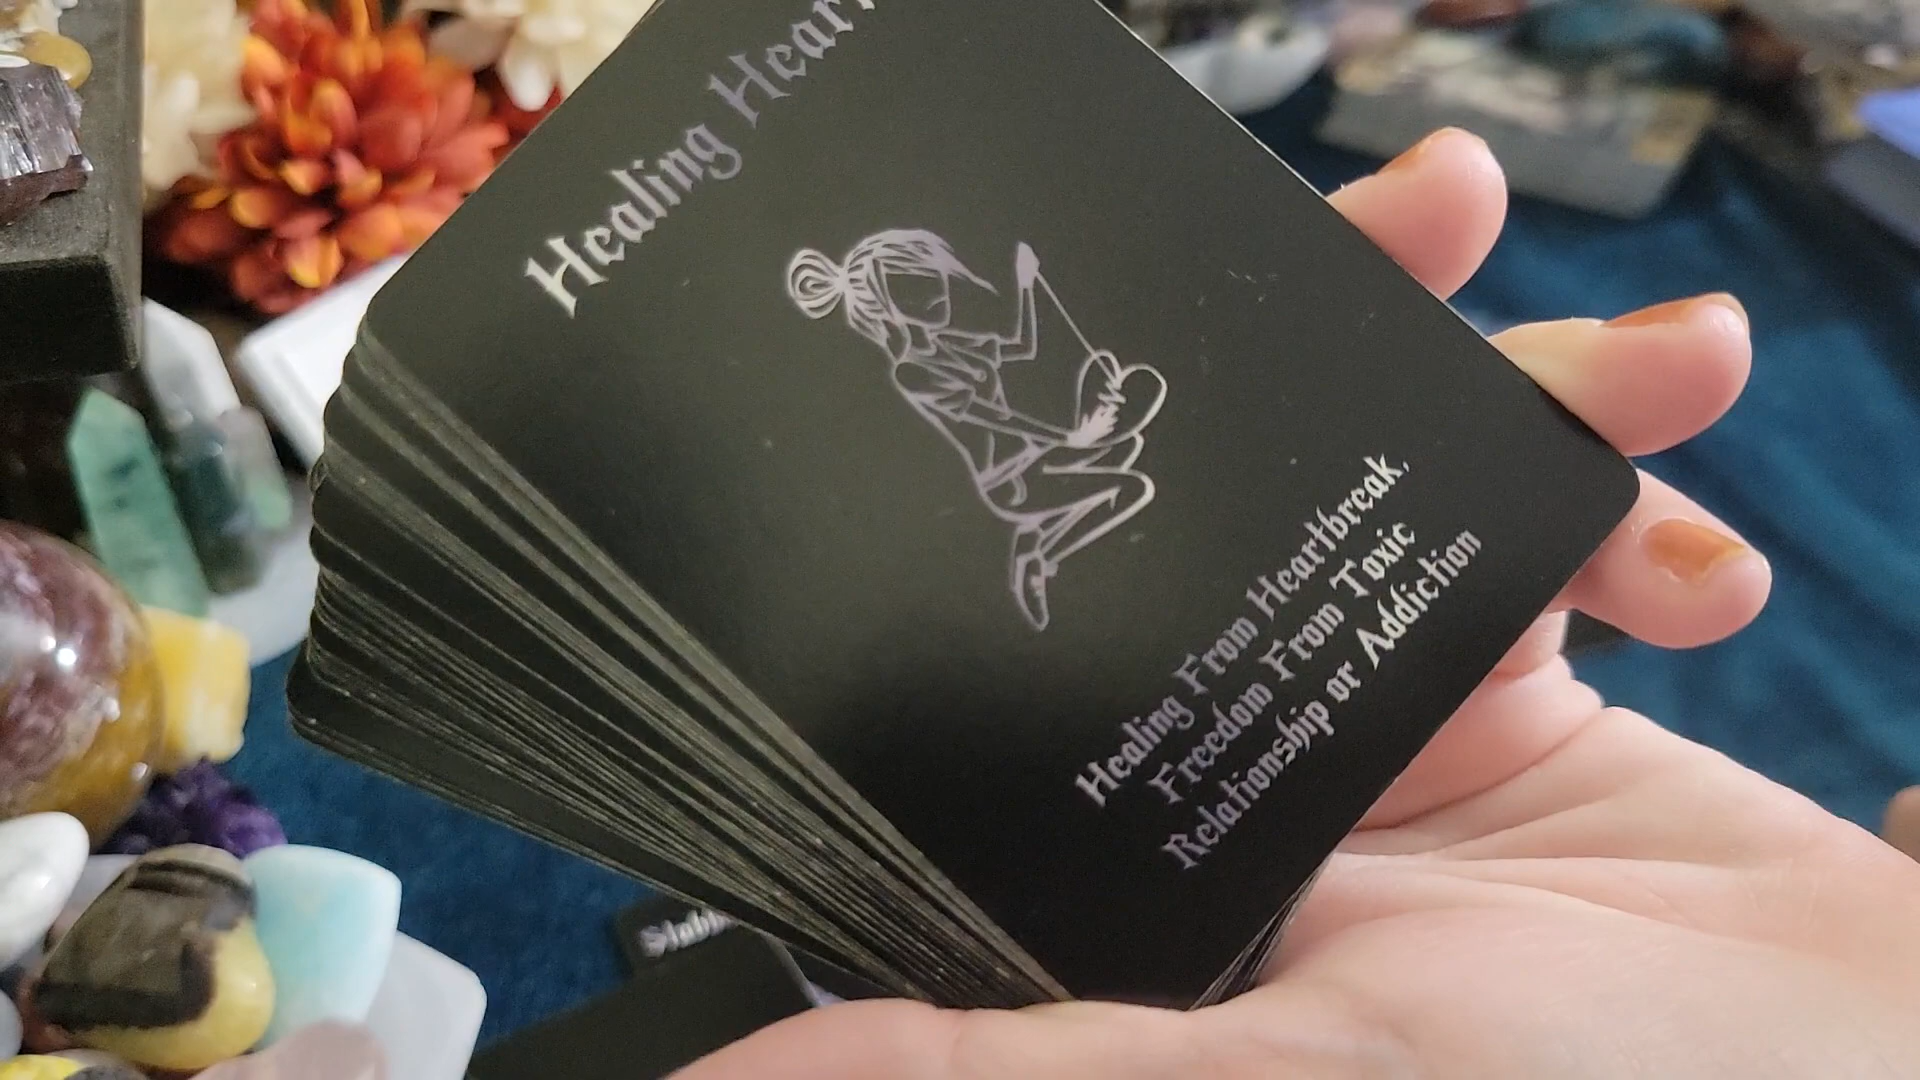 Healing Heart
Healing From Heartbreak,
Freedom From Toxic
Relationship or Addiction